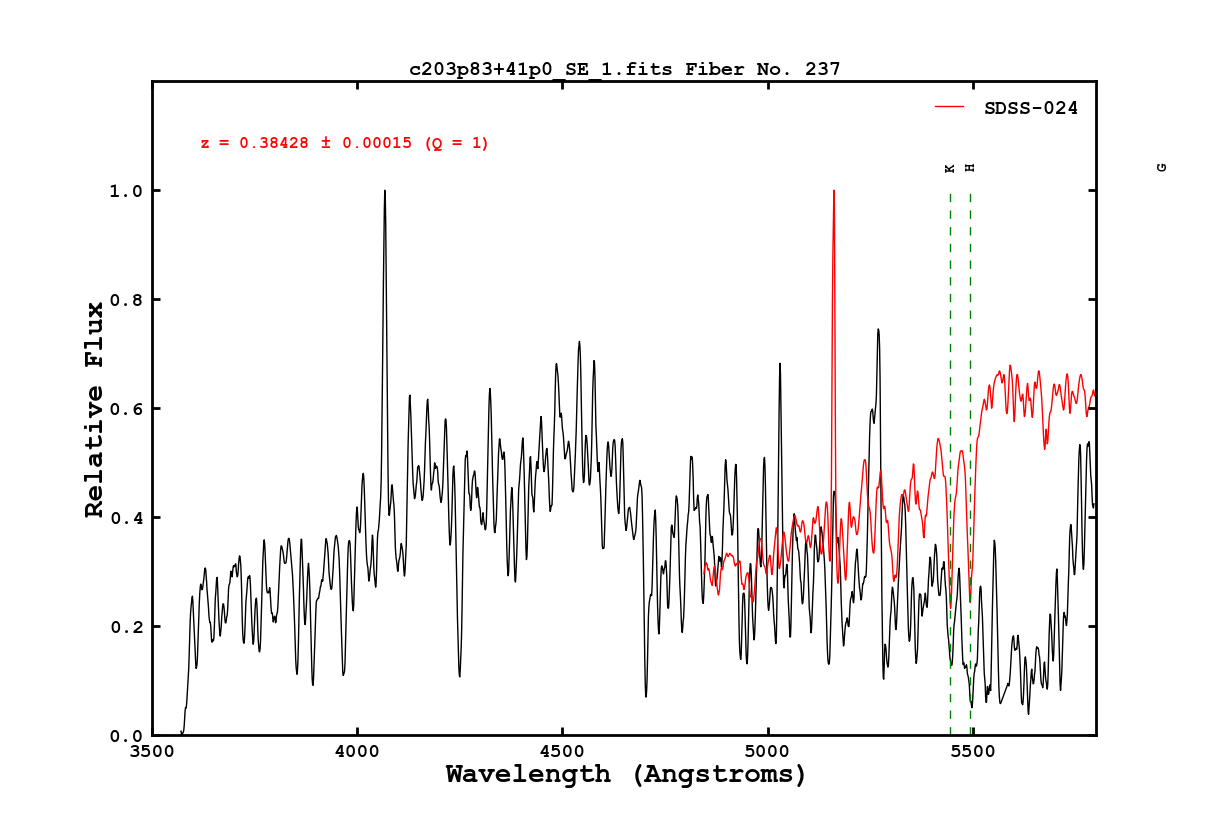 c203p83+41p0_SE_1.fits Fiber No. 237
SDSS-024
z = 0.38428 ± 0.00015 (Q = 1)
K
H
G
1.0
0.8
0.6
0.4
0.2
0.0
Relative Flux
3500
4000
4500
5000
5500
Wavelength (Angstroms)